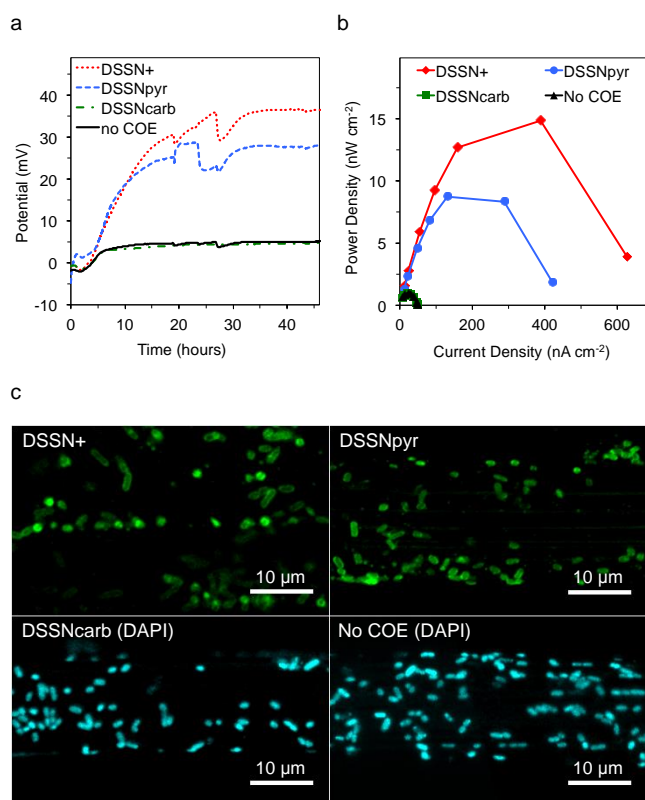 a
DSSN+
DSSNpyr
DSSNcarb
no COE
Potential (mV)
40
30
20
10
0
-10
0 10 20 30 40
Time (hours)
b
DSSN+ DSSNpyr
DSSNcarb No COE
Power Density (nW cm-2)
15
10
5
0
0 200 400 600
Current Density (nA cm-2)
c
DSSN+
10 µm
DSSNpyr
10 µm
DSSNcarb (DAPI)
10 µm
No COE (DAPI)
10 µm